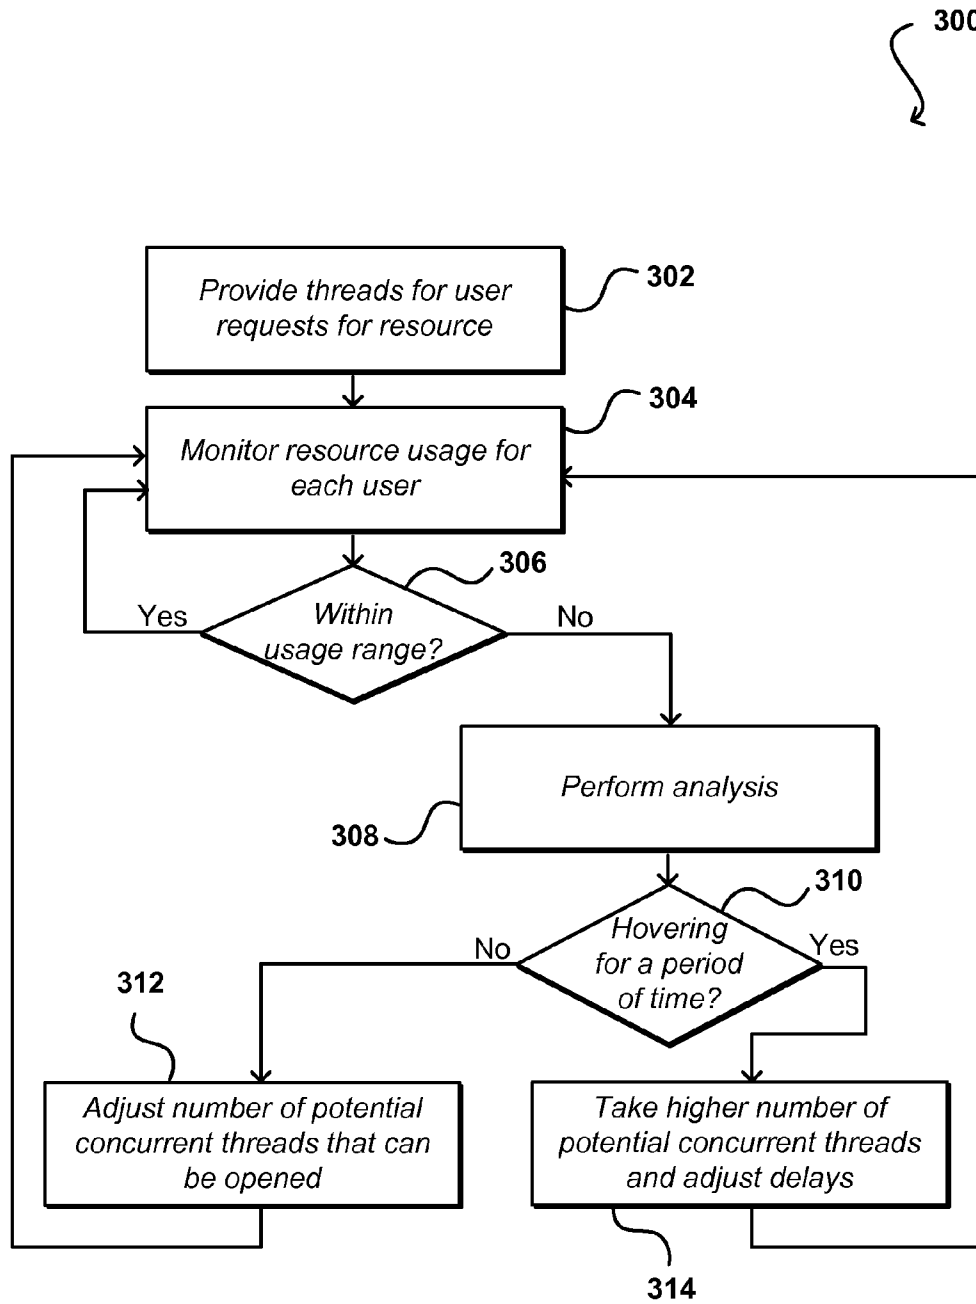 300
Provide threads for user
requests for resource
302
304
Monitor resource usage for
each user
306
Yes
Within
usage range?
No
Perform analysis
308
310
No
Hovering
for a period
of time?
Yes
312
Adjust number of potential
concurrent threads that can
be opened
Take higher number of
potential concurrent threads
and adjust delays
314